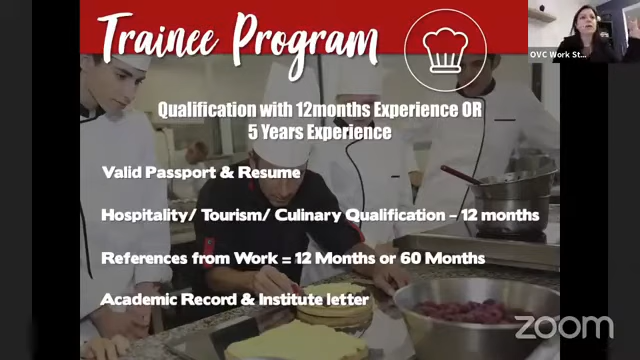 Trainee Program
OVC Work St...
Qualification with 12months Experience OR
5 Years Experience
Valid Passport & Resume
Hospitality/ Tourism/ Culinary Qualification – 12 months
References from Work = 12 Months or 60 Months
Academic Record & Institute letter
zoom